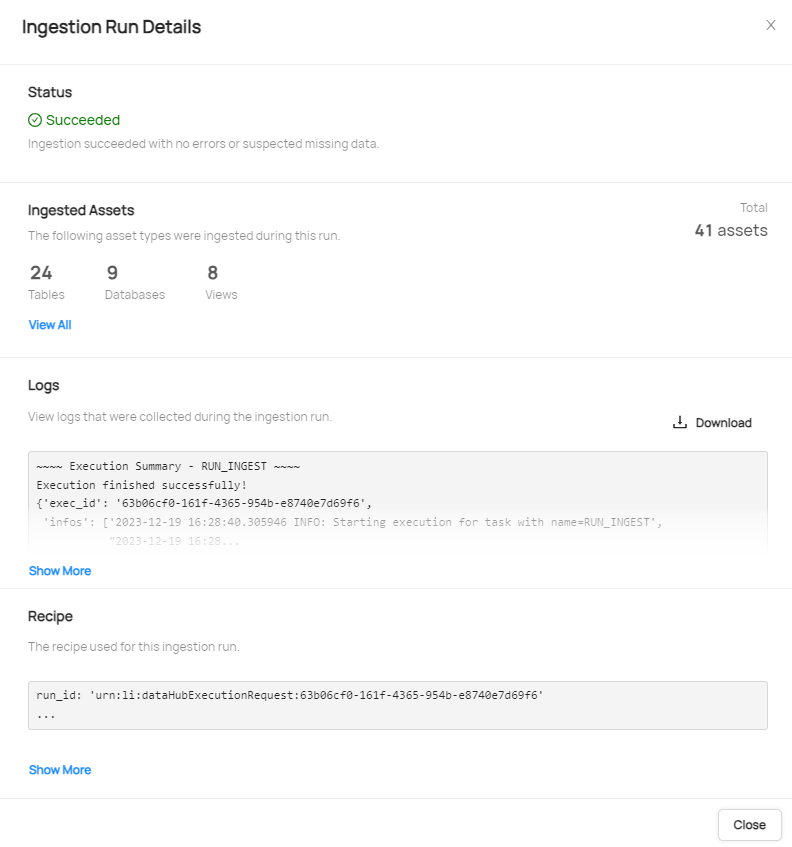 Ingestion Run Details
Status
Succeeded
Ingestion succeeded with no errors or suspected missing data.
Ingested Assets
Total
The following asset types were ingested during this run.
41 assets
24 9 8
Tables Databases Views
View All
Logs
View logs that were collected during the ingestion run.
Download
~~~~ Execution Summary - RUN_INGEST ~~~~
Execution finished successfully!
{'exec_id': '63b06cf0-161f-4365-954b-e8740e7d69f6',
'infos': ['2023-12-19 16:28:40.305946 INFO: Starting execution for task with name=RUN_INGEST',
"2023-12-19 16:28...
Show More
Recipe
The recipe used for this ingestion run.
run_id: 'urn:li:dataHubExecutionRequest:63b06cf0-161f-4365-954b-e8740e7d69f6'
...
Show More
Close